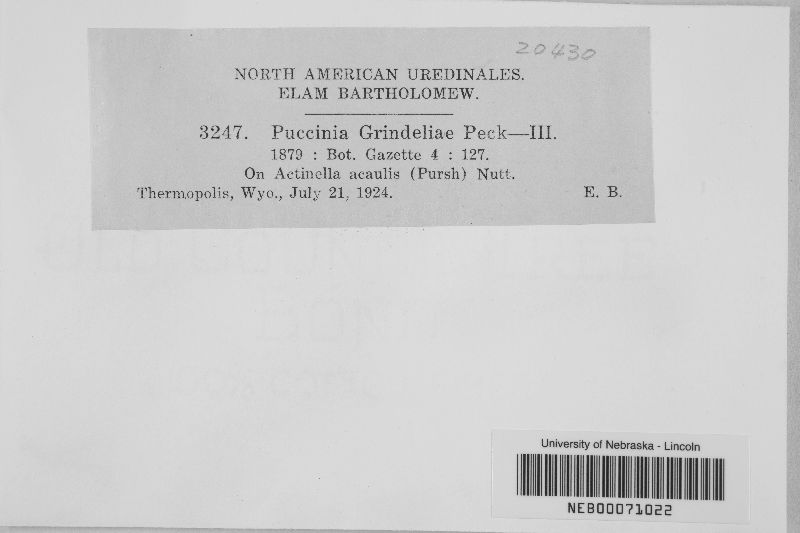 20430
NORTH AMERICAN UREDINALES.
ELAM BARTHOLOMEW.
3247. Puccinia Grindeliae Peck—III.
1879 : Bot. Gazette 4 : 127.
On Actinella acaulis (Pursh) Nutt.
Thermopolis, Wyo., July 21, 1924. E. B.
University of Nebraska - Lincoln
NEB00071022